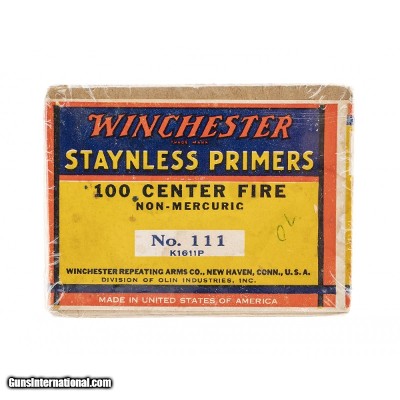 WINCHESTER
TRADE MARK
STAYNLESS PRIMERS
100 CENTER FIRE
NON-MERCURIC
No. 111
K1611P
WINCHESTER REPEATING ARMS CO., NEW HAVEN, CONN., U.S.A.
DIVISION OF OLIN INDUSTRIES, INC.
MADE IN UNITED STATES OF AMERICA
GunsInternational.com